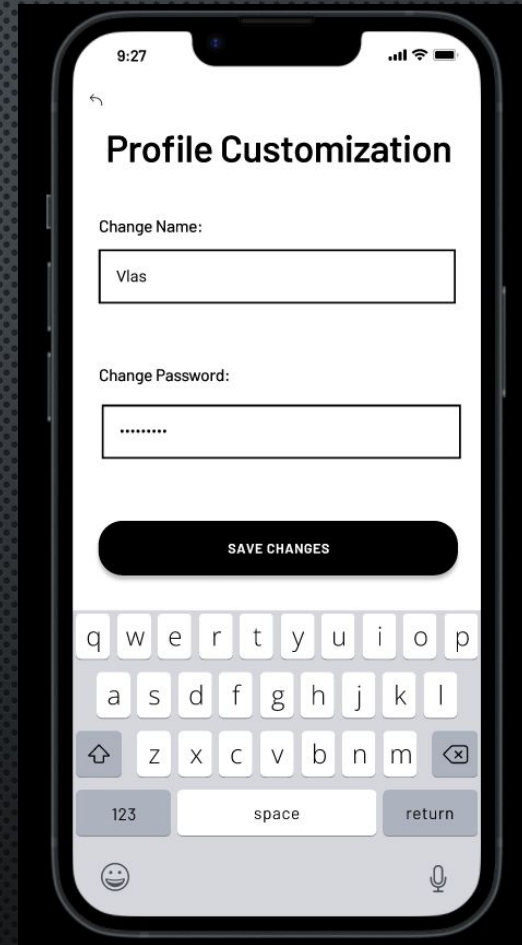 9:27
Profile Customization
Change Name:
Vlas
Change Password:
•••••••••
SAVE CHANGES
q w e r t y u i o p
a s d f g h j k l
z x c v b n m
123 space return